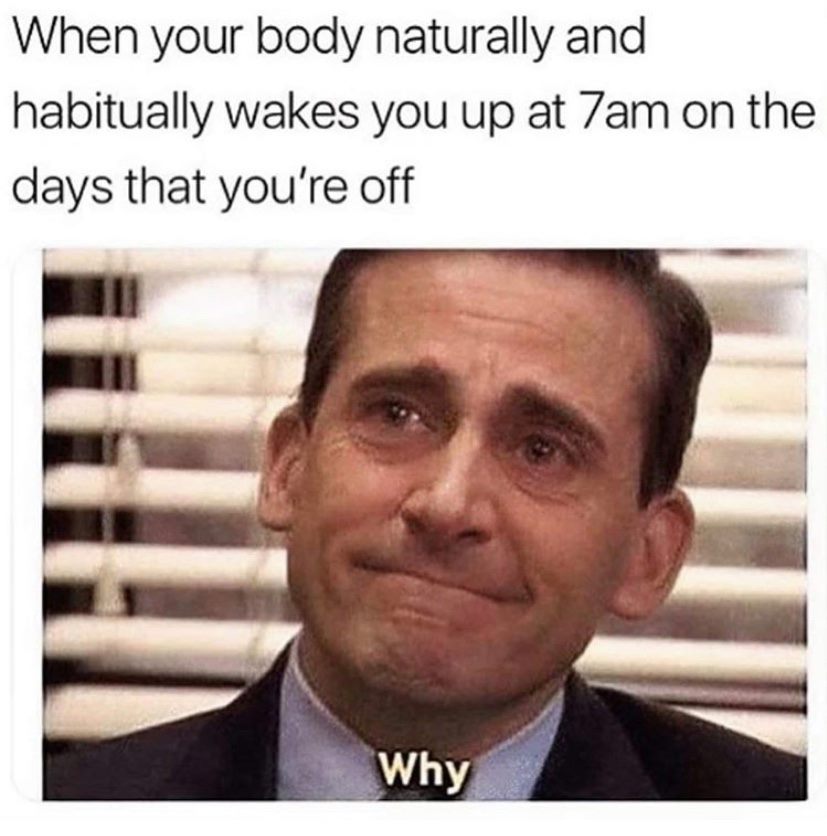 When your body naturally and
habitually wakes you up at 7am on the
days that you're off
Why